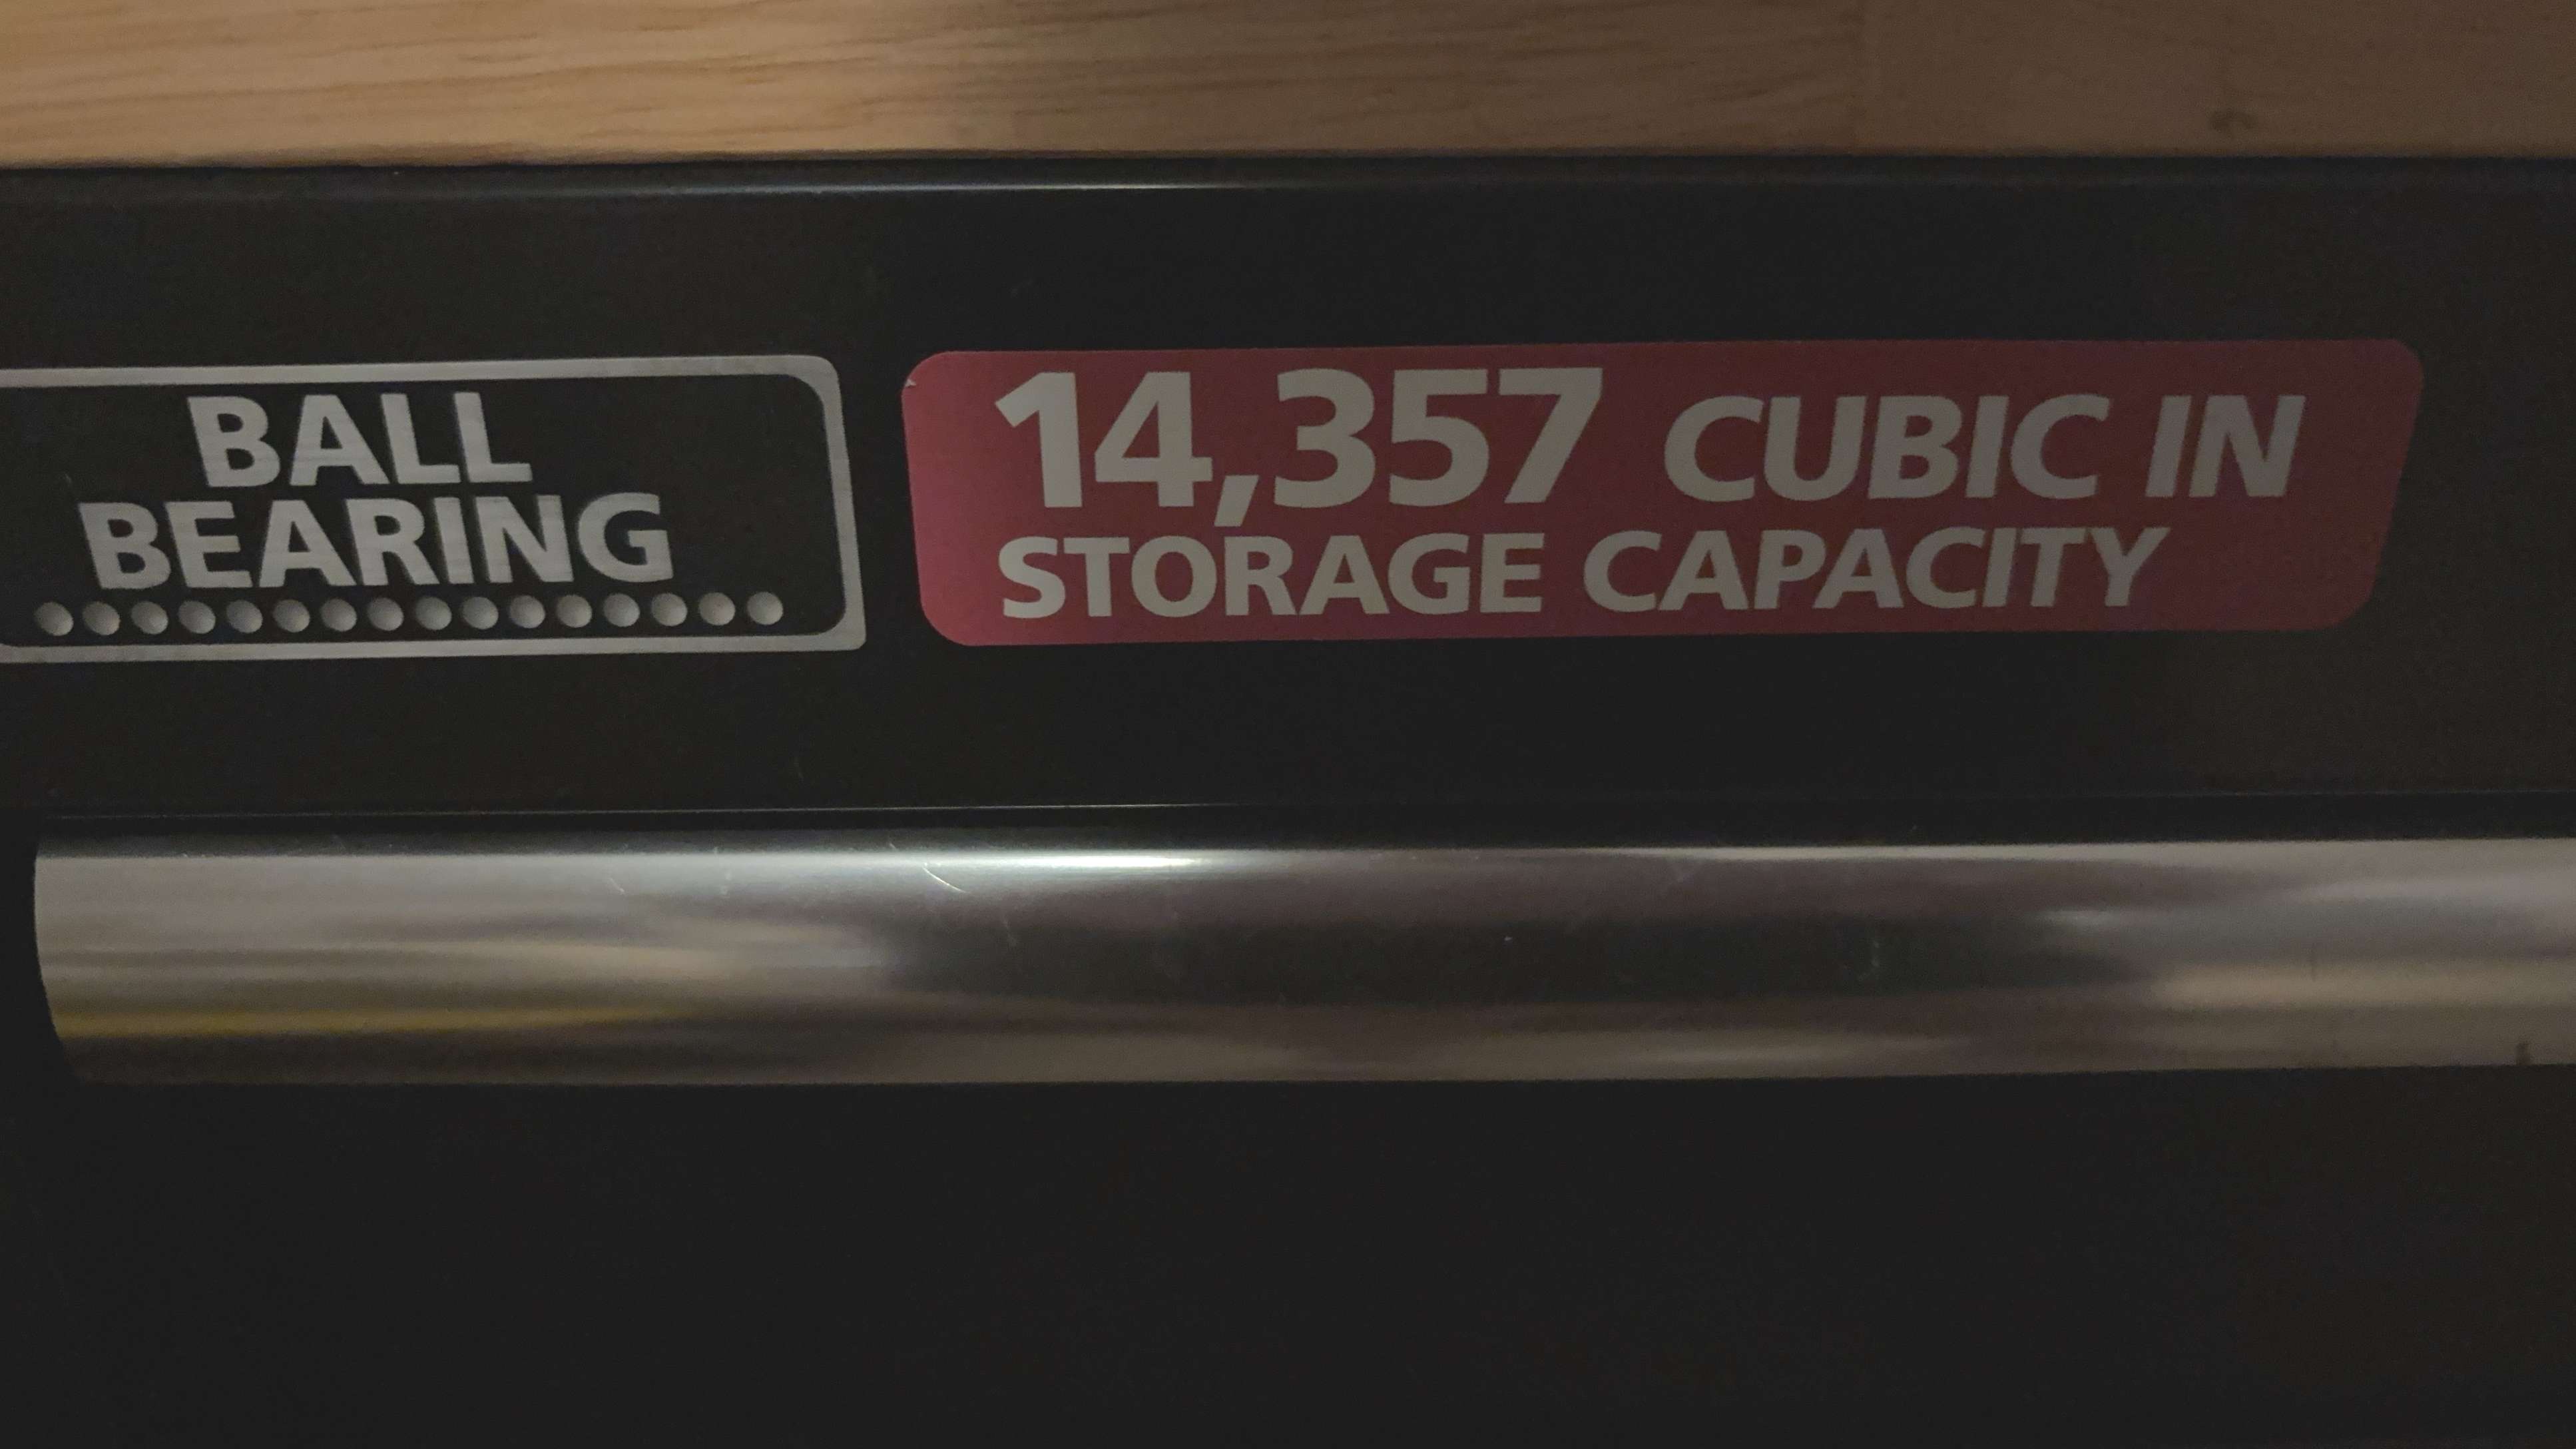 BALL
BEARING
14,357 CUBIC IN
STORAGE CAPACITY